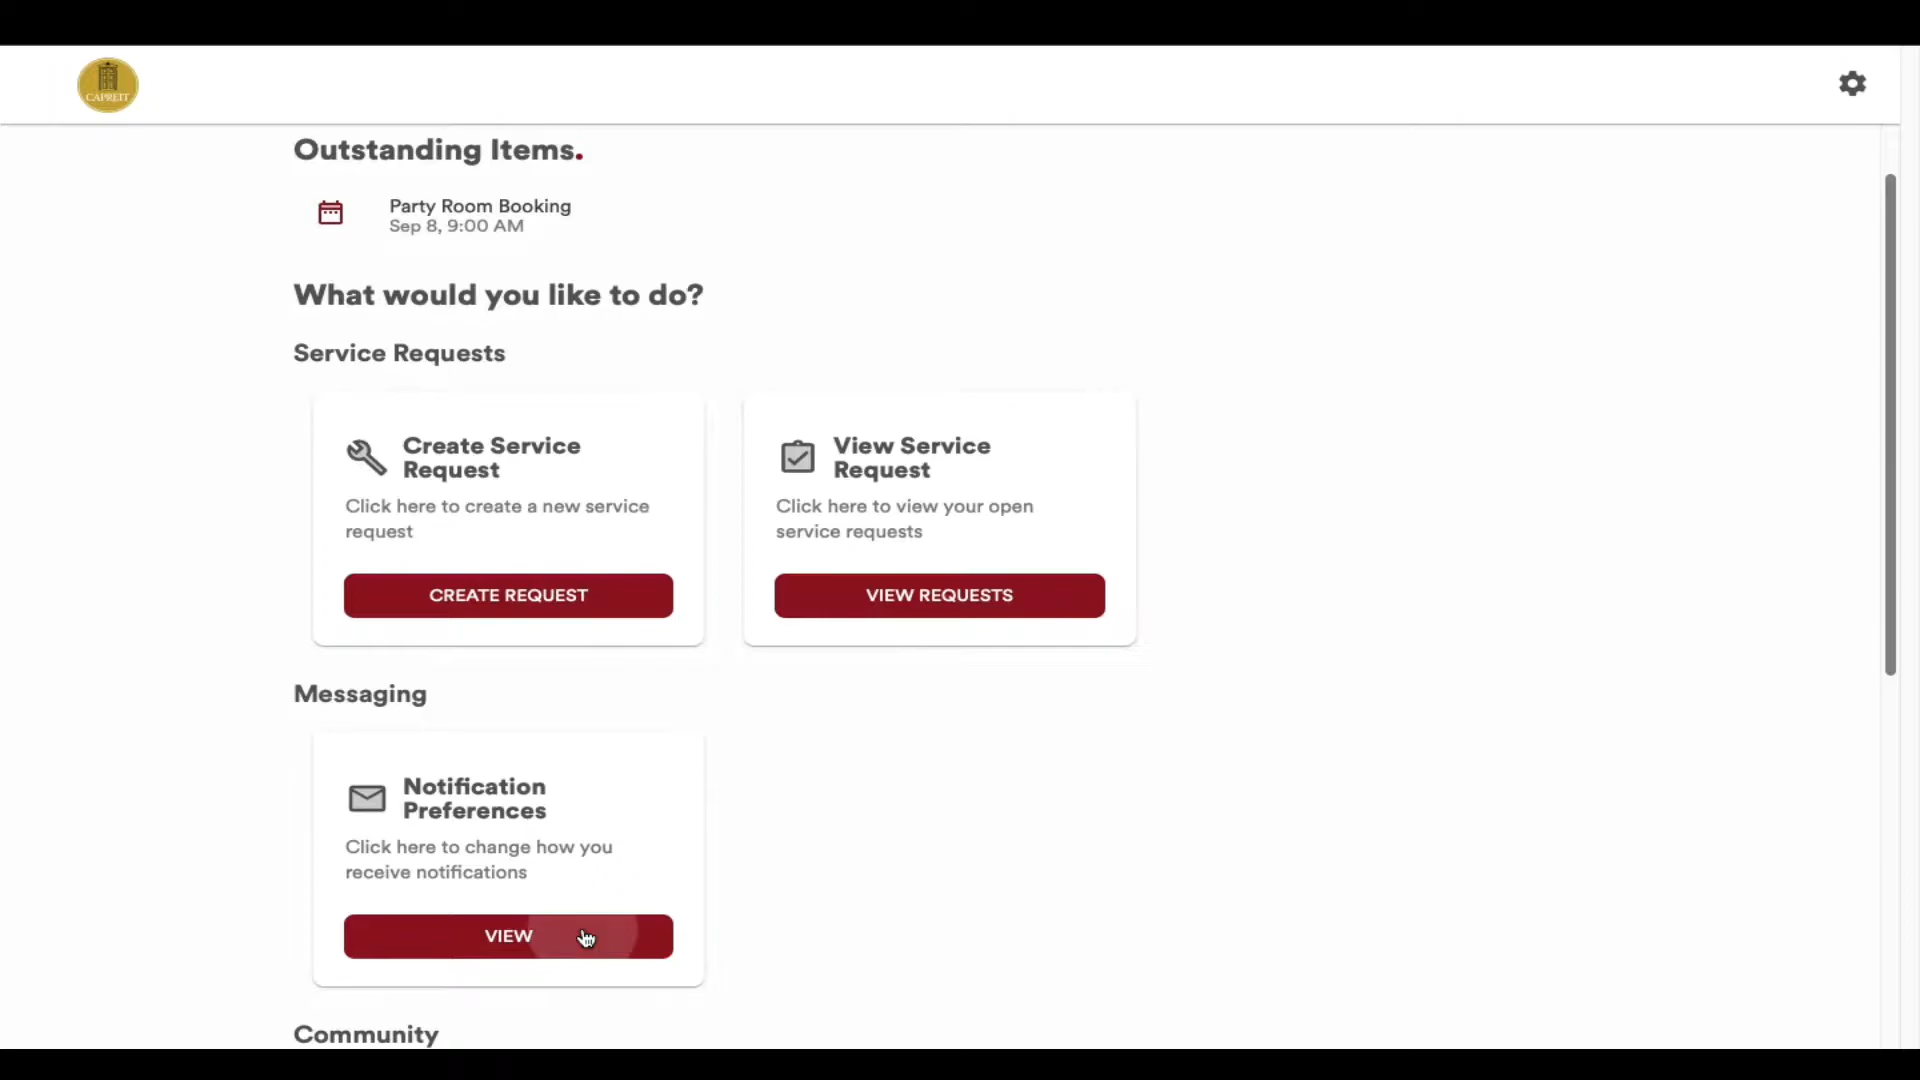 CAPREIT
Outstanding Items.
Party Room Booking
Sep 8, 9:00 AM
What would you like to do?
Service Requests
Create Service
Request
Click here to create a new service
request
CREATE REQUEST
View Service
Request
Click here to view your open
service requests
VIEW REQUESTS
Messaging
Notification
Preferences
Click here to change how you
receive notifications
VIEW
Community